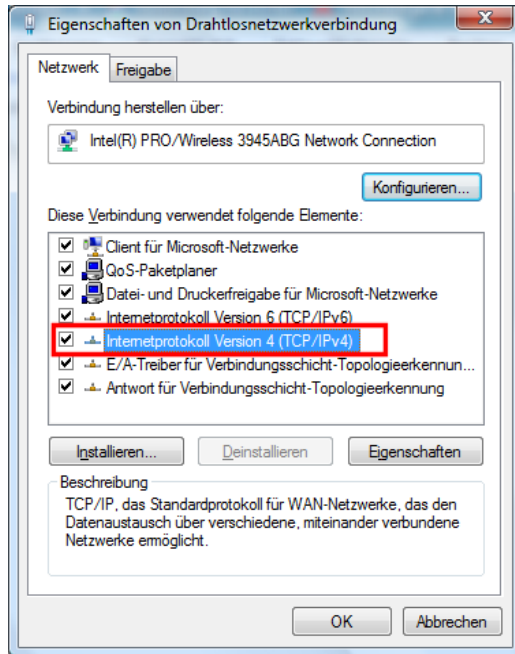 Eigenschaften von Drahtlosnetzwerkverbindung
Netzwerk Freigabe
Verbindung herstellen über:
Intel(R) PRO/Wireless 3945ABG Network Connection
Konfigurieren...
Diese Verbindung verwendet folgende Elemente:
Client für Microsoft-Netzwerke
QoS-Paketplaner
Datei- und Druckerfreigabe für Microsoft-Netzwerke
Internetprotokoll Version 6 (TCP/IPv6)
Internetprotokoll Version 4 (TCP/IPv4)
E/A-Treiber für Verbindungsschicht-Topologieerkennun...
Antwort für Verbindungsschicht-Topologieerkennung
Installieren... Deinstallieren Eigenschaften
Beschreibung
TCP/IP, das Standardprotokoll für WAN-Netzwerke, das den
Datenaustausch über verschiedene, miteinander verbundene
Netzwerke ermöglicht.
OK Abbrechen